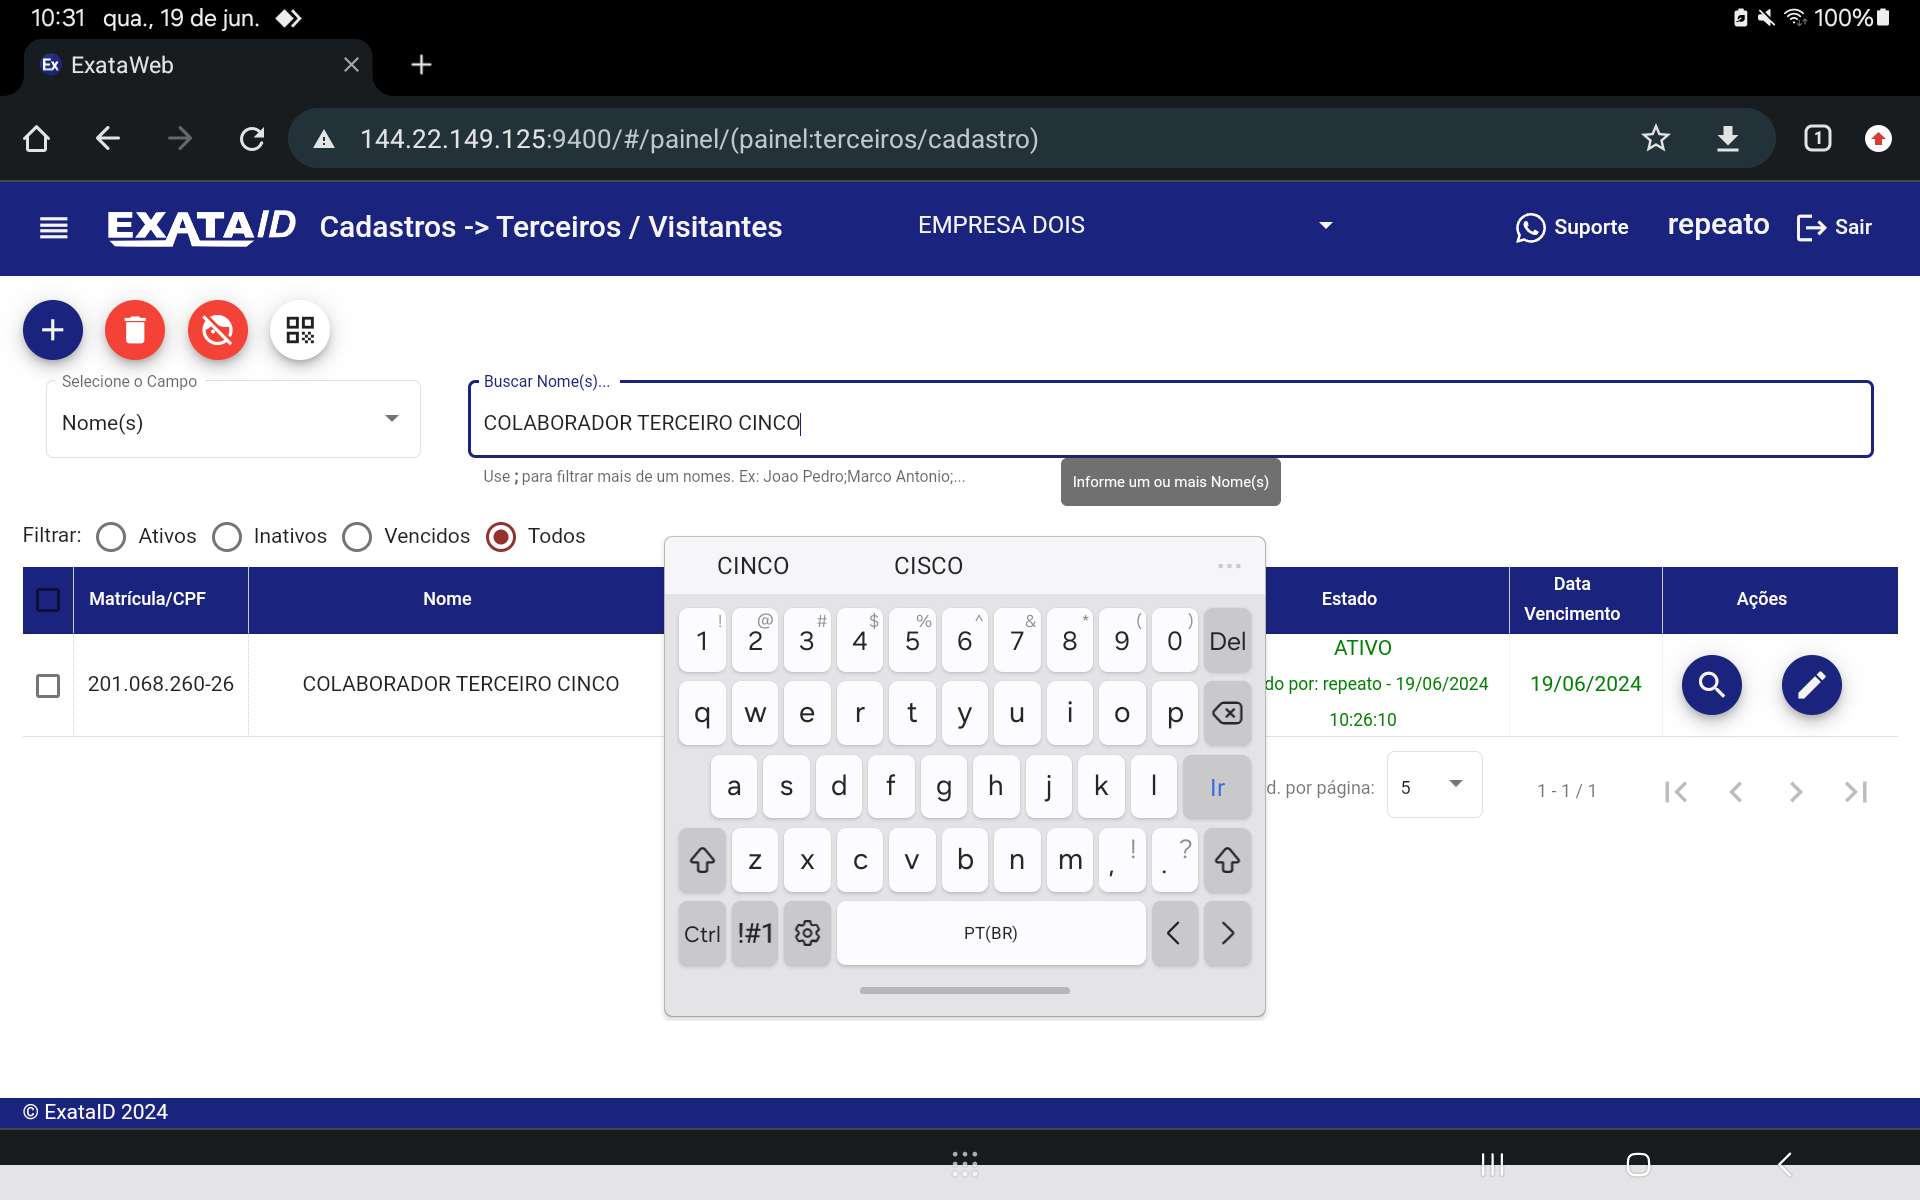 10:31 qua., 19 de jun. 100%
Ex ExataWeb
144.22.149.125:9400/#/painel/(painel:terceiros/cadastro) 1
EXATAID Cadastros -> Terceiros / Visitantes EMPRESA DOIS Suporte repeato Sair
Selecione o Campo
Nome(s)
Buscar Nome(s)...
COLABORADOR TERCEIRO CINCO
Use ; para filtrar mais de um nomes. Ex: Joao Pedro;Marco Antonio;...
Informe um ou mais Nome(s)
Filtrar: Ativos Inativos Vencidos Todos
Matrícula/CPF Nome Estado Data Vencimento Ações
201.068.260-26 COLABORADOR TERCEIRO CINCO
ATIVO
do por: repeato - 19/06/2024
10:26:10
19/06/2024
d. por página: 5 1 - 1 / 1
CINCO CISCO ...
! @ # $ % ^ & * ( )
1 2 3 4 5 6 7 8 9 0 Del
q w e r t y u i o p
a s d f g h j k l Ir
z x c v b n m , ! . ?
Ctrl !#1 PT(BR) < >
© ExataID 2024